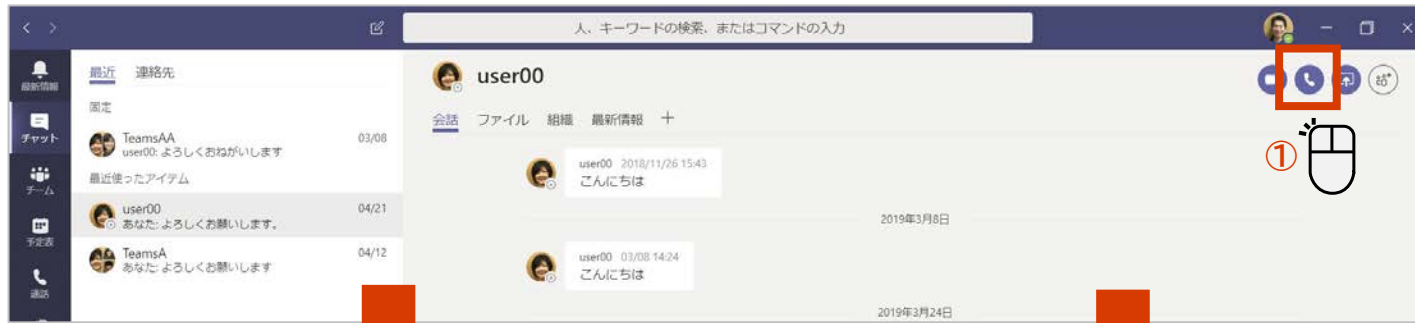 人、キーワードの検索、またはコマンドの入力
最新情報
チャット
チーム
予定表
通話
最近 連絡先
固定
TeamsAA 03/08
user00: よろしくおねがいします
最近使ったアイテム
user00 04/21
あなた: よろしくお願いします。
TeamsA 04/12
あなた: よろしくお願いします
user00
会話 ファイル 組織 最新情報 +
user00 2018/11/26 15:43
こんにちは
2019年3月8日
user00 03/08 14:24
こんにちは
2019年3月24日
①